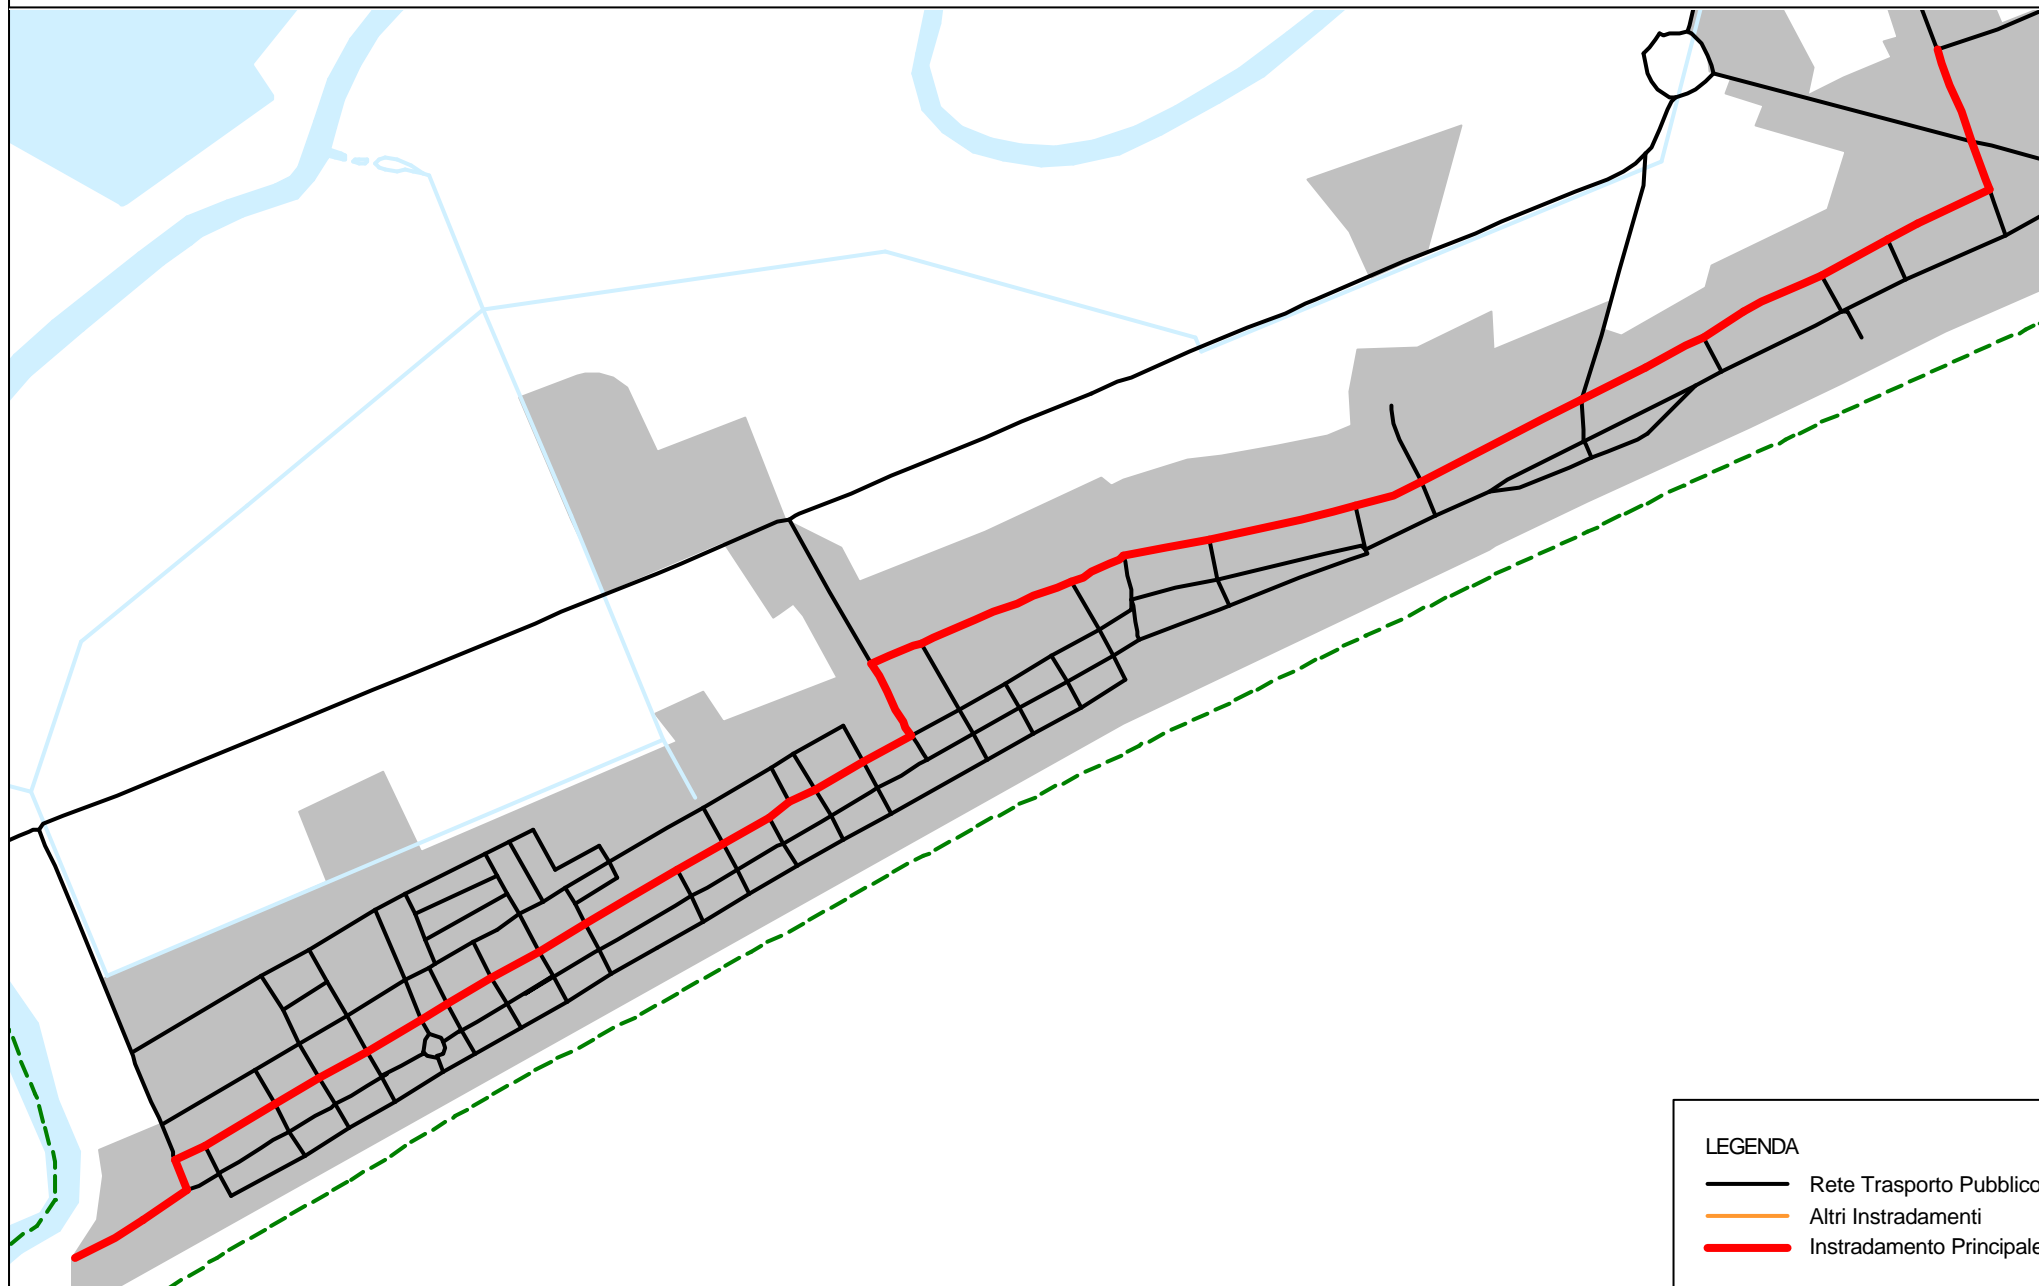 LEGENDA
Rete Trasporto Pubblico
Altri Instradamenti
Instradamento Principale